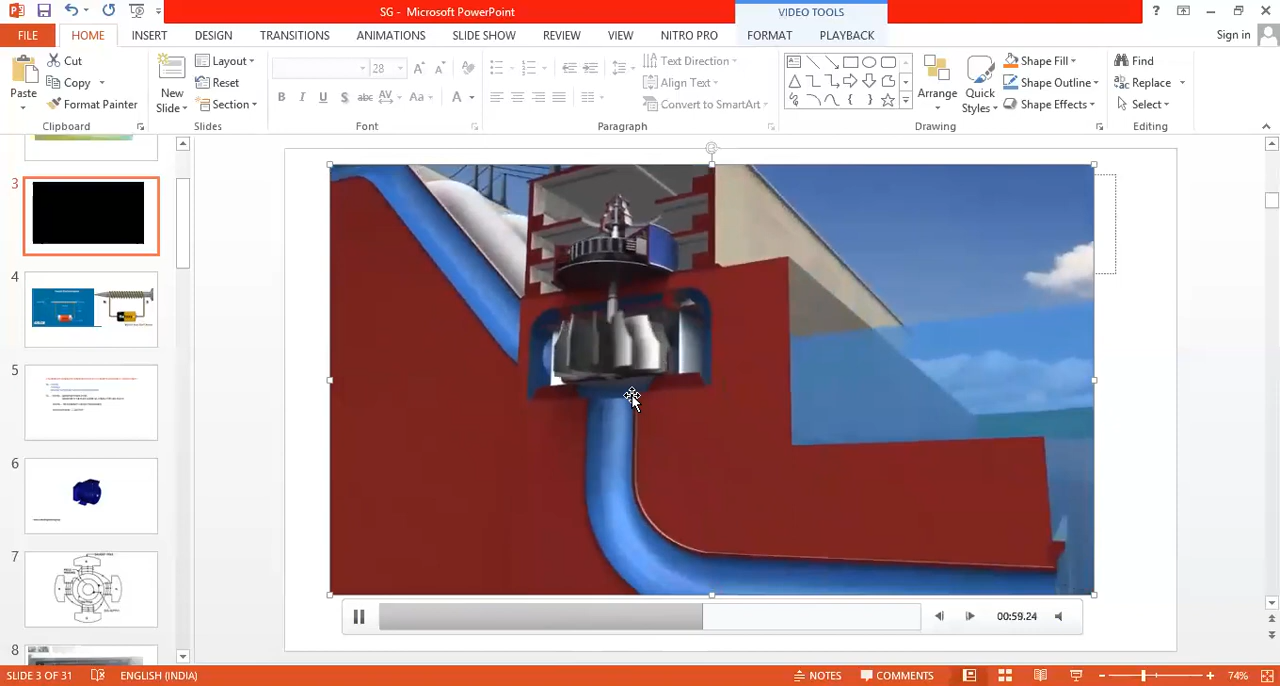 SG - Microsoft PowerPoint
VIDEO TOOLS
?
FILE
HOME
INSERT
DESIGN
TRANSITIONS
ANIMATIONS
SLIDE SHOW
REVIEW
VIEW
NITRO PRO
FORMAT
PLAYBACK
Sign in
Paste
Cut
Copy
Format Painter
Clipboard
New
Slide
Layout
Reset
Section
Slides
28
B I U S abc AV Aa A
Font
Text Direction
Align Text
Convert to SmartArt
Paragraph
Arrange
Quick
Styles
Shape Fill
Shape Outline
Shape Effects
Drawing
Find
Replace
Select
Editing
3
4
5
6
7
8
00:59.24
SLIDE 3 OF 31
ENGLISH (INDIA)
NOTES
COMMENTS
74%